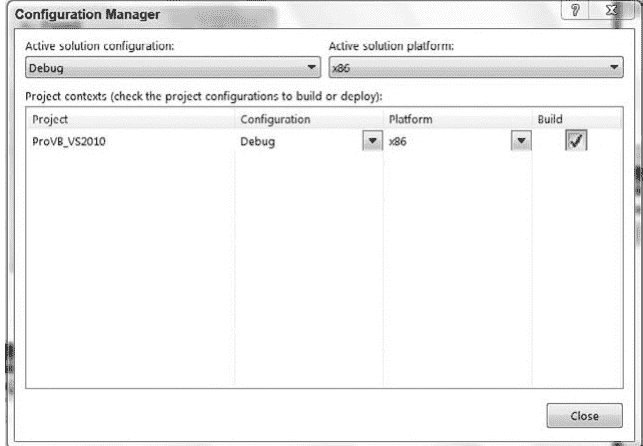 Configuration Manager
Active solution configuration: Active solution platform:
Debug x86
Project contexts (check the project configurations to build or deploy):
Project Configuration Platform Build
ProVB_VS2010 Debug x86
Close